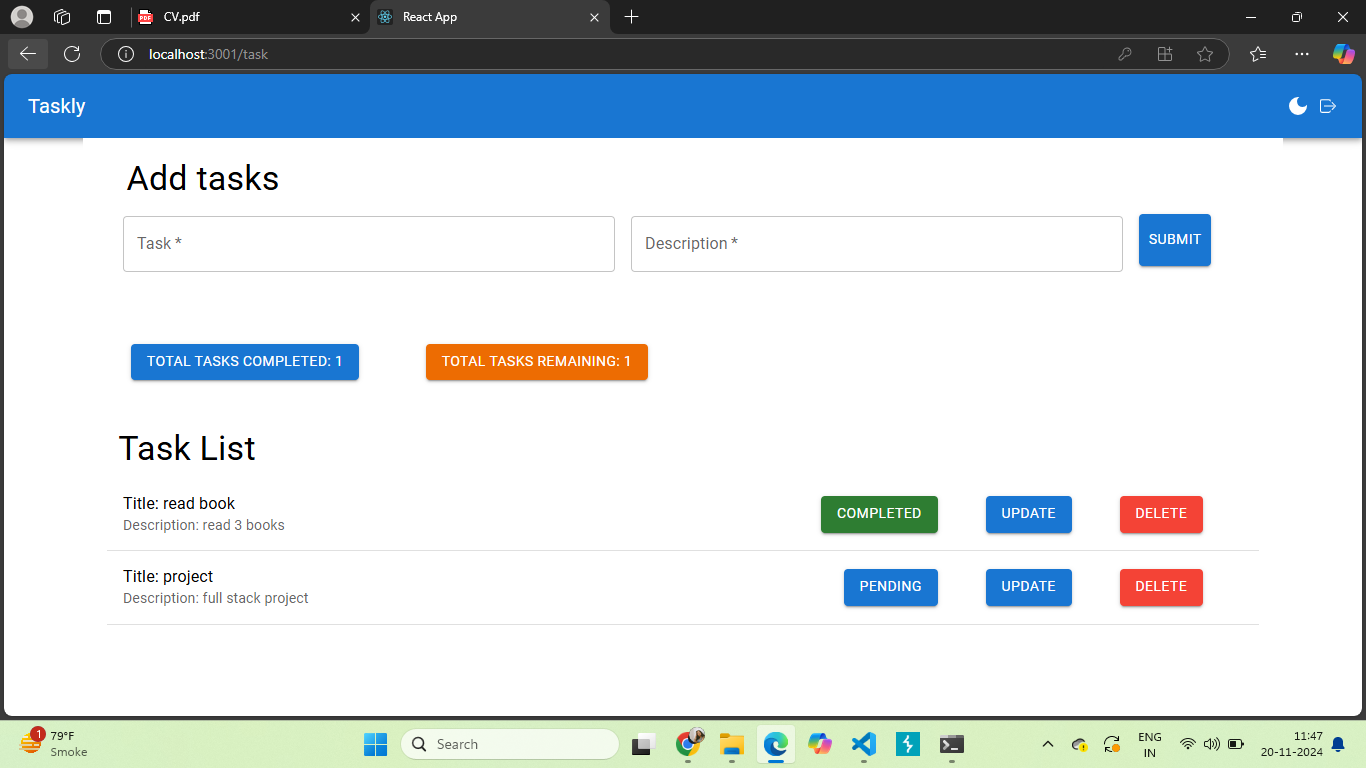 CV.pdf
React App
localhost:3001/task
Taskly
Add tasks
Task *
Description *
SUBMIT
TOTAL TASKS COMPLETED: 1
TOTAL TASKS REMAINING: 1
Task List
Title: read book
Description: read 3 books
COMPLETED
UPDATE
DELETE
Title: project
Description: full stack project
PENDING
UPDATE
DELETE
1
79°F
Smoke
Search
ENG
IN
11:47
20-11-2024